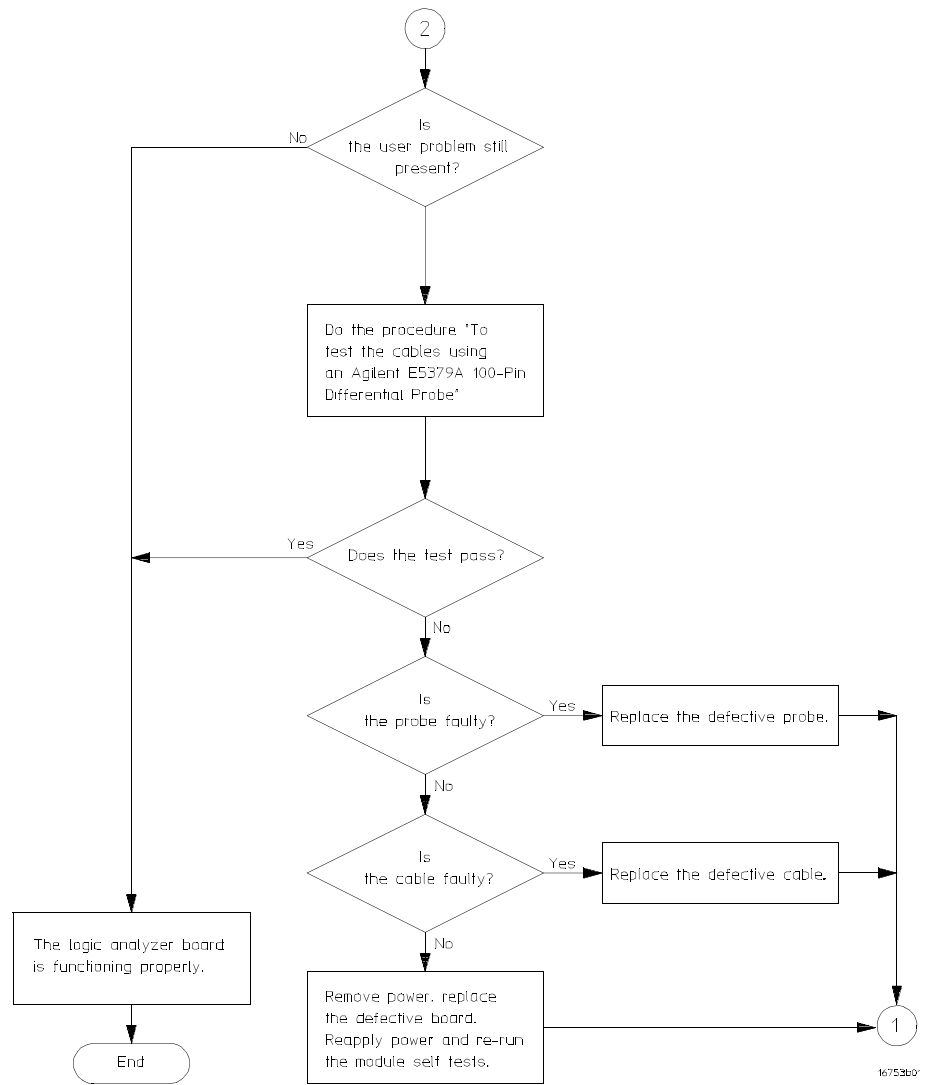 2
Is
the user problem still
present?
No
Do the procedure "To
test the cables using
an Agilent E5379A 100-Pin
Differential Probe"
Does the test pass?
Yes
No
Is
the probe faulty?
Yes
Replace the defective probe.
No
Is
the cable faulty?
Yes
Replace the defective cable.
No
The logic analyzer board
is functioning properly.
Remove power, replace
the defective board.
Reapply power and re-run
the module self tests.
1
End
16753b01